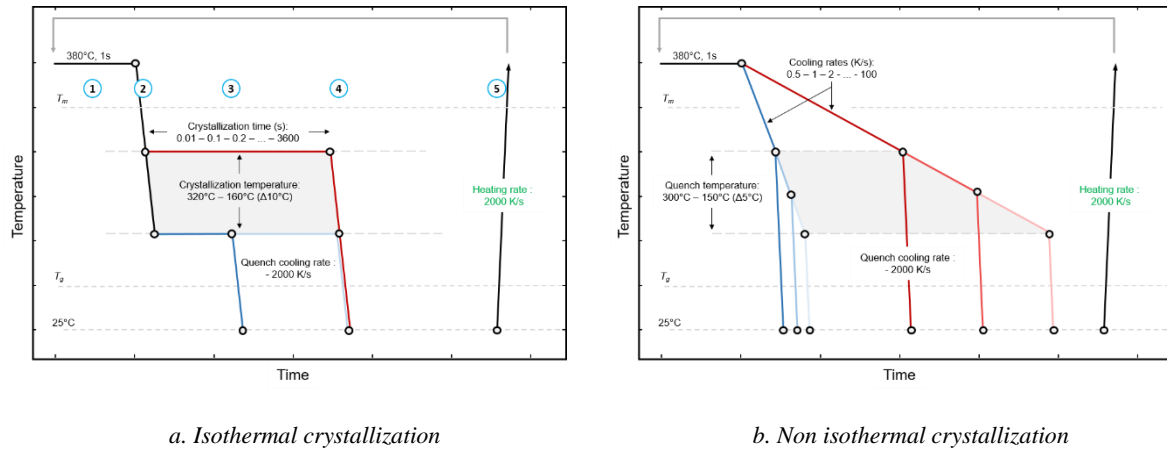 380°C, 1s
1
2
3
4
5
Tm
Crystallization time (s):
0.01 – 0.1 – 0.2 – ... – 3600
Crystallization temperature:
320°C – 160°C (Δ10°C)
Heating rate :
2000 K/s
Quench cooling rate :
- 2000 K/s
Tg
25°C
Temperature
Time
a. Isothermal crystallization
380°C, 1s
Cooling rates (K/s):
0.5 – 1 – 2 - ... - 100
Tm
Quench temperature:
300°C – 150°C (Δ5°C)
Heating rate :
2000 K/s
Quench cooling rate :
- 2000 K/s
Tg
25°C
Temperature
Time
b. Non isothermal crystallization